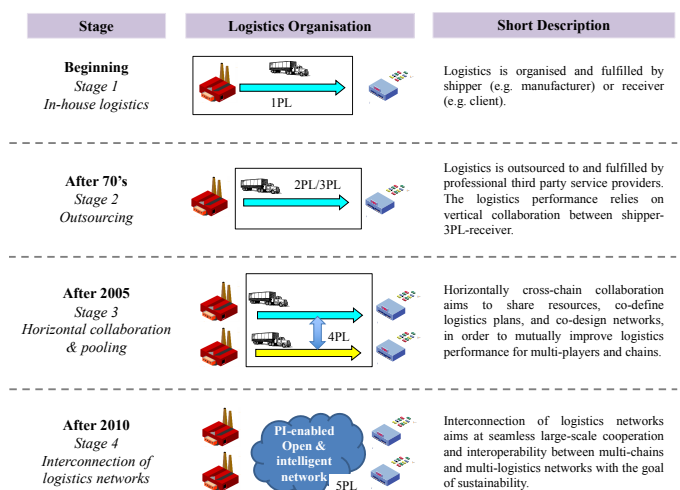 Stage
Logistics Organisation
Short Description
Beginning
Stage 1
In-house logistics
1PL
Logistics is organised and fulfilled by
shipper (e.g. manufacturer) or receiver
(e.g. client).
After 70's
Stage 2
Outsourcing
2PL/3PL
Logistics is outsourced to and fulfilled by
professional third party service providers.
The logistics performance relies on
vertical collaboration between shipper-
3PL-receiver.
After 2005
Stage 3
Horizontal collaboration
& pooling
4PL
Horizontally cross-chain collaboration
aims to share resources, co-define
logistics plans, and co-design networks,
in order to mutually improve logistics
performance for multi-players and chains.
After 2010
Stage 4
Interconnection of
logistics networks
PI-enabled
Open &
intelligent
network
5PL
Interconnection of logistics networks
aims at seamless large-scale cooperation
and interoperability between multi-chains
and multi-logistics networks with the goal
of sustainability.